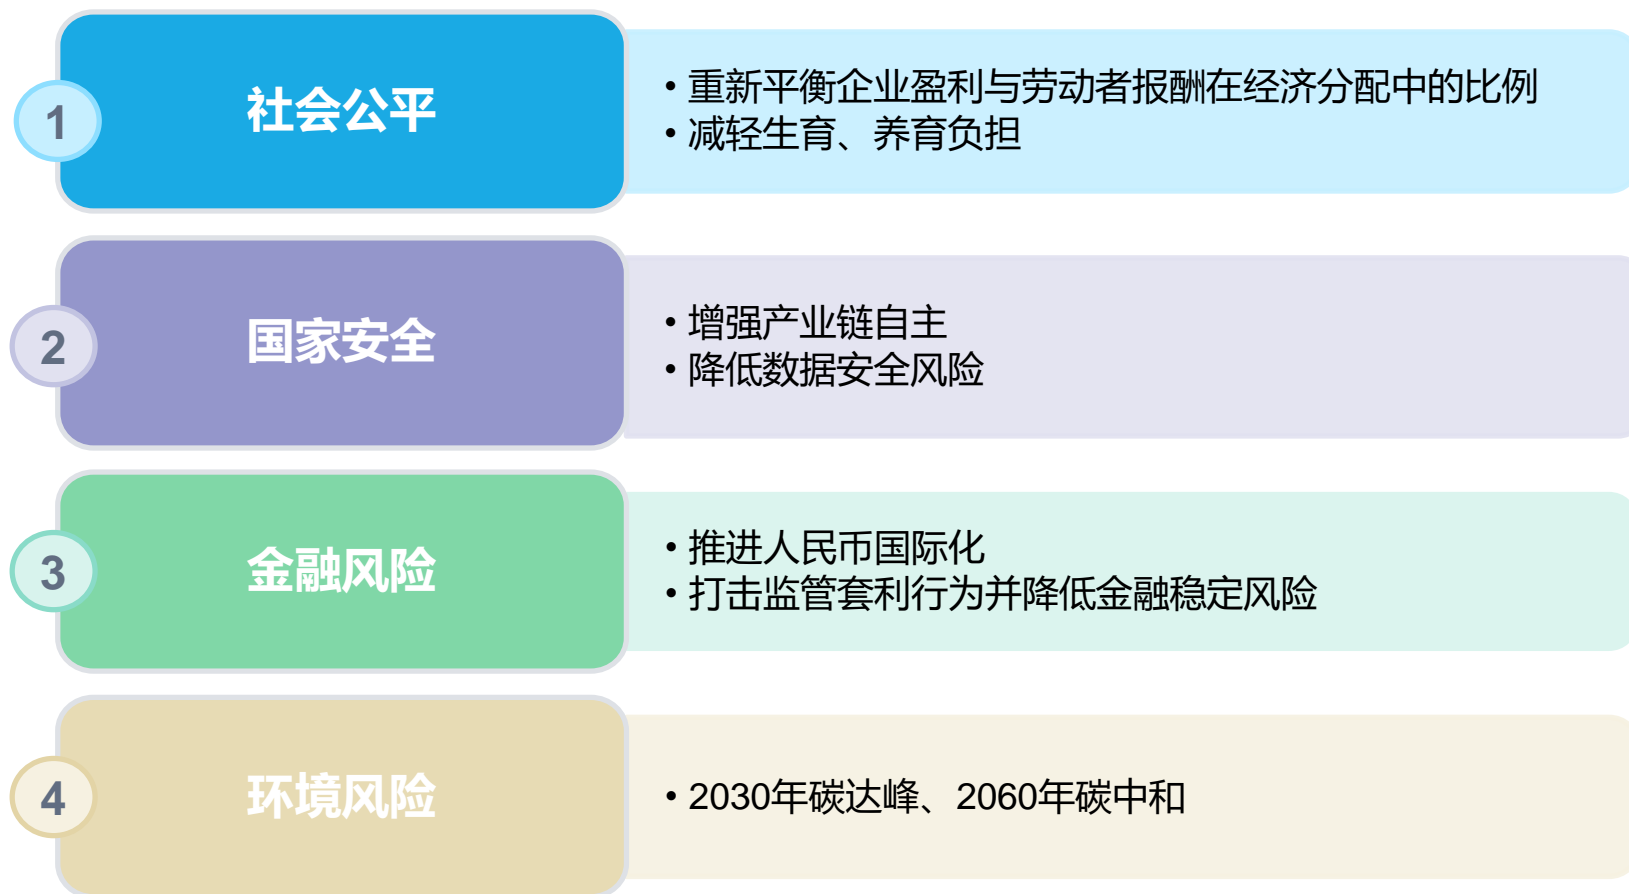 1
社会公平
• 重新平衡企业盈利与劳动者报酬在经济分配中的比例
• 减轻生育、养育负担
2
国家安全
• 增强产业链自主
• 降低数据安全风险
3
金融风险
• 推进人民币国际化
• 打击监管套利行为并降低金融稳定风险
4
环境风险
• 2030年碳达峰、2060年碳中和